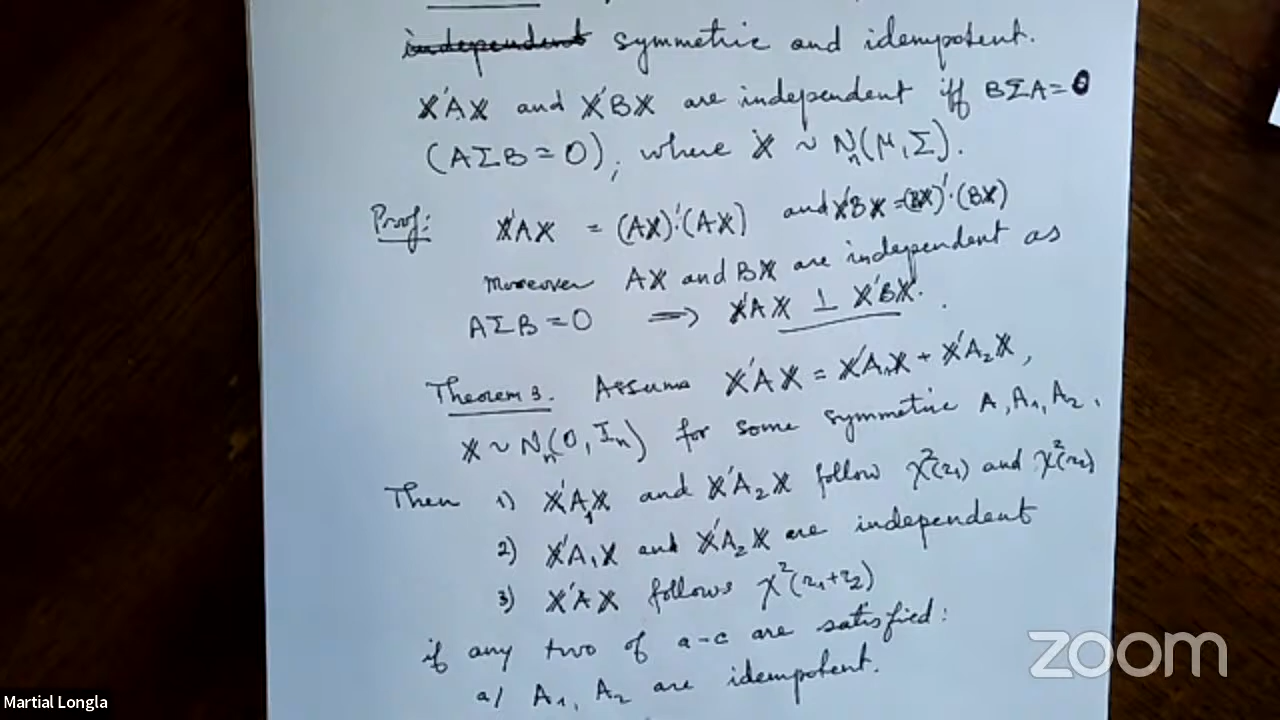 independent symmetric and idempotent.
X'AX and X'BX are independent iff BΣA = 0
(AΣB = 0), where X ~ Nₙ(μ, Σ).
Proof: X'AX = (AX)'·(AX) and X'BX = (BX)'·(BX)
Moreover AX and BX are independent as
AΣB = 0 ⟹ X'AX ⊥ X'BX.
Theorem 3. Assume X'AX = X'A₁X + X'A₂X,
X ~ Nₙ(0, Iₙ) for some symmetric A, A₁, A₂.
Then 1) X'A₁X and X'A₂X follow χ²(r₁) and χ²(r₂)
2) X'A₁X and X'A₂X are independent
3) X'AX follows χ²(r₁+r₂)
if any two of a-c are satisfied:
a/ A₁, A₂ are idempotent.
zoom
Martial Longla